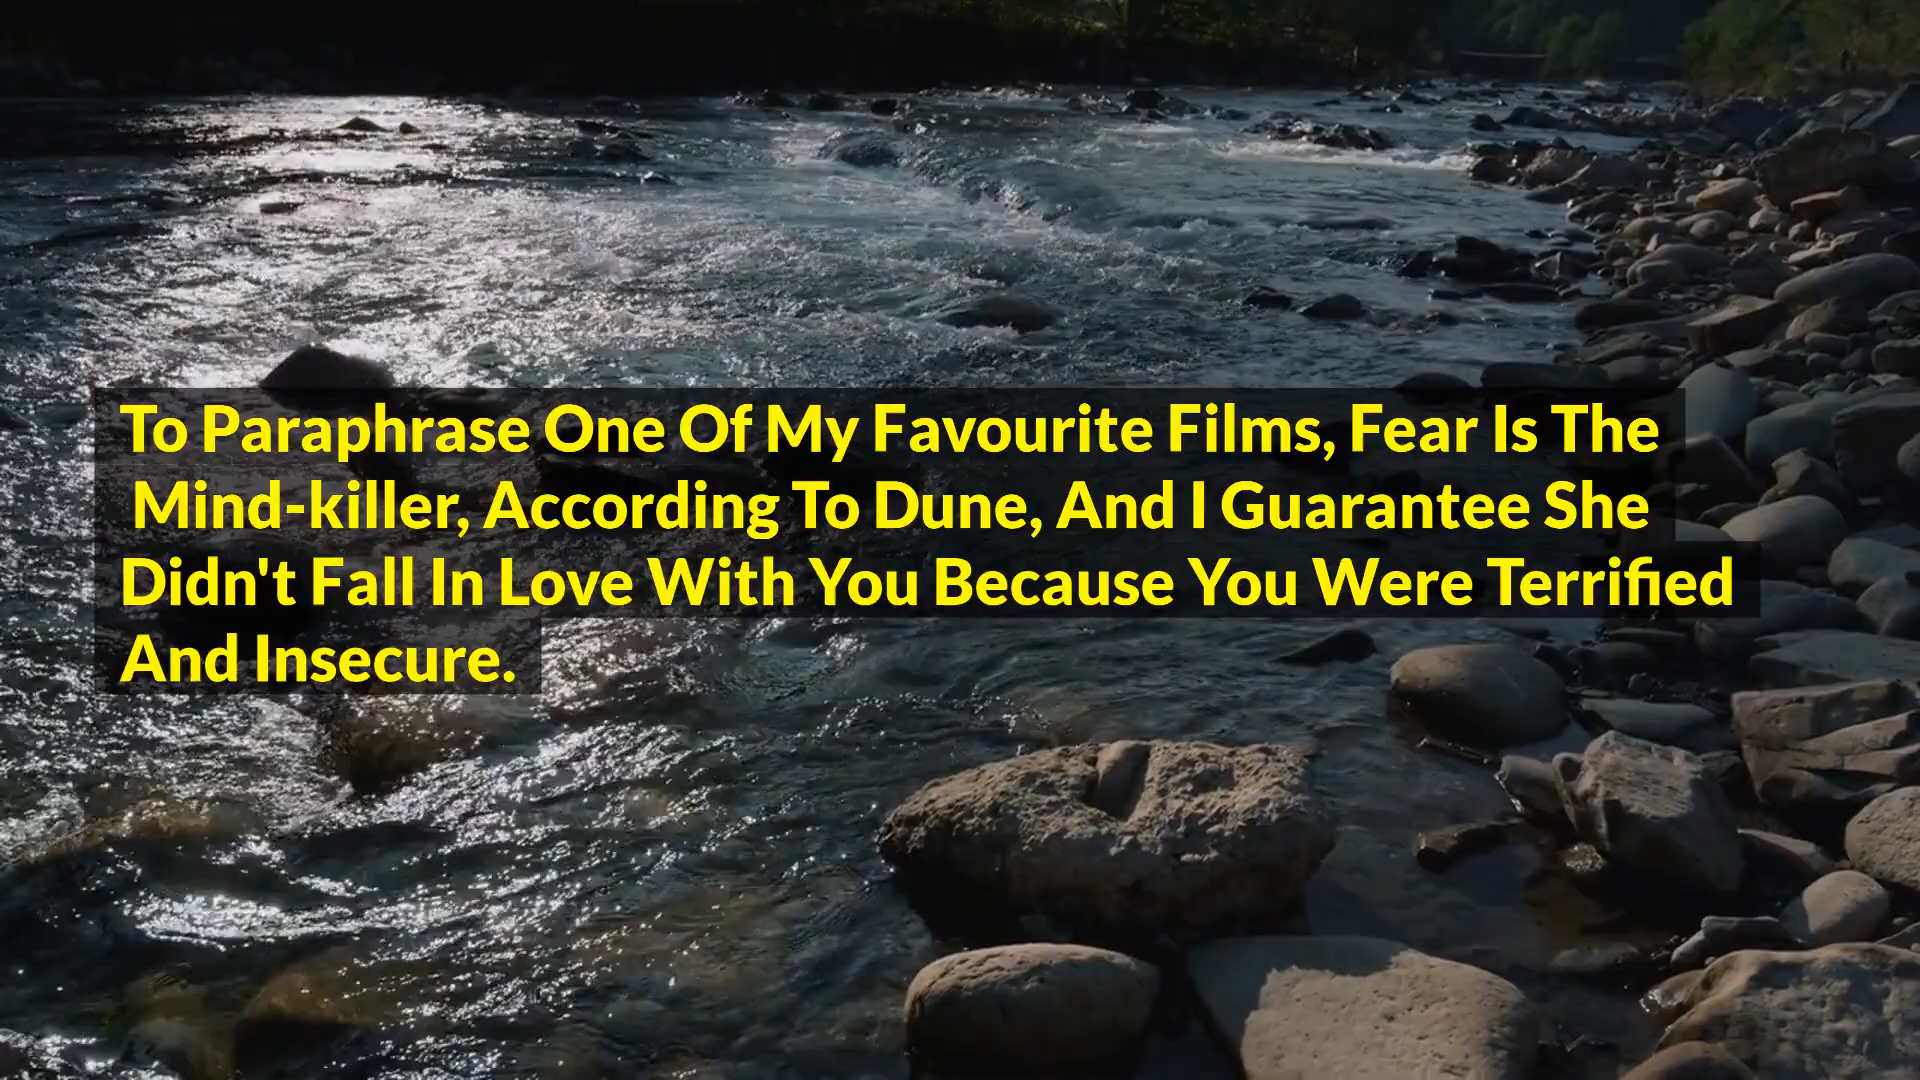 To Paraphrase One Of My Favourite Films, Fear Is The
Mind-killer, According To Dune, And I Guarantee She
Didn't Fall In Love With You Because You Were Terrified
And Insecure.